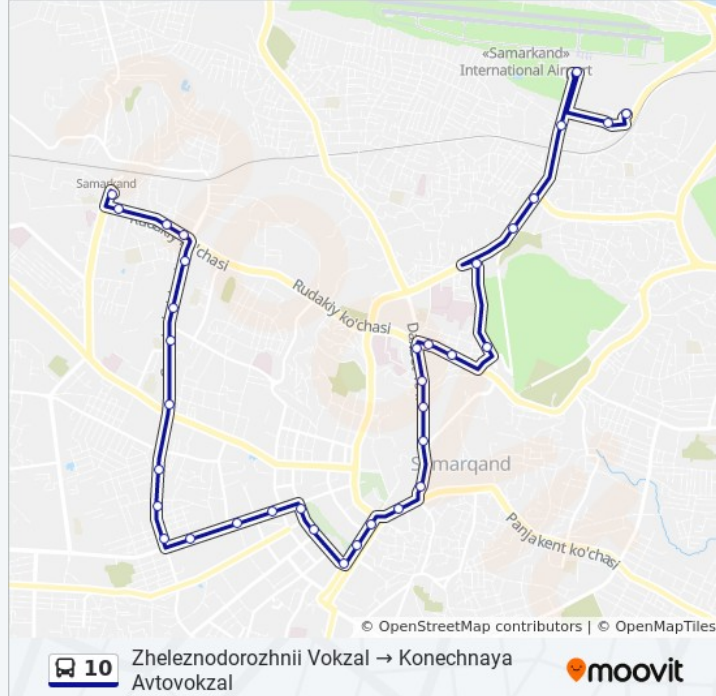 «Samarkand»
International Airport
Samarkand
Rudakiy ko'chasi
Rudakiy ko'chasi
Samarqand
Panjakent ko'chasi
© OpenStreetMap contributors | © OpenMapTiles
10 Zheleznodorozhnii Vokzal → Konechnaya
Avtovokzal
moovit